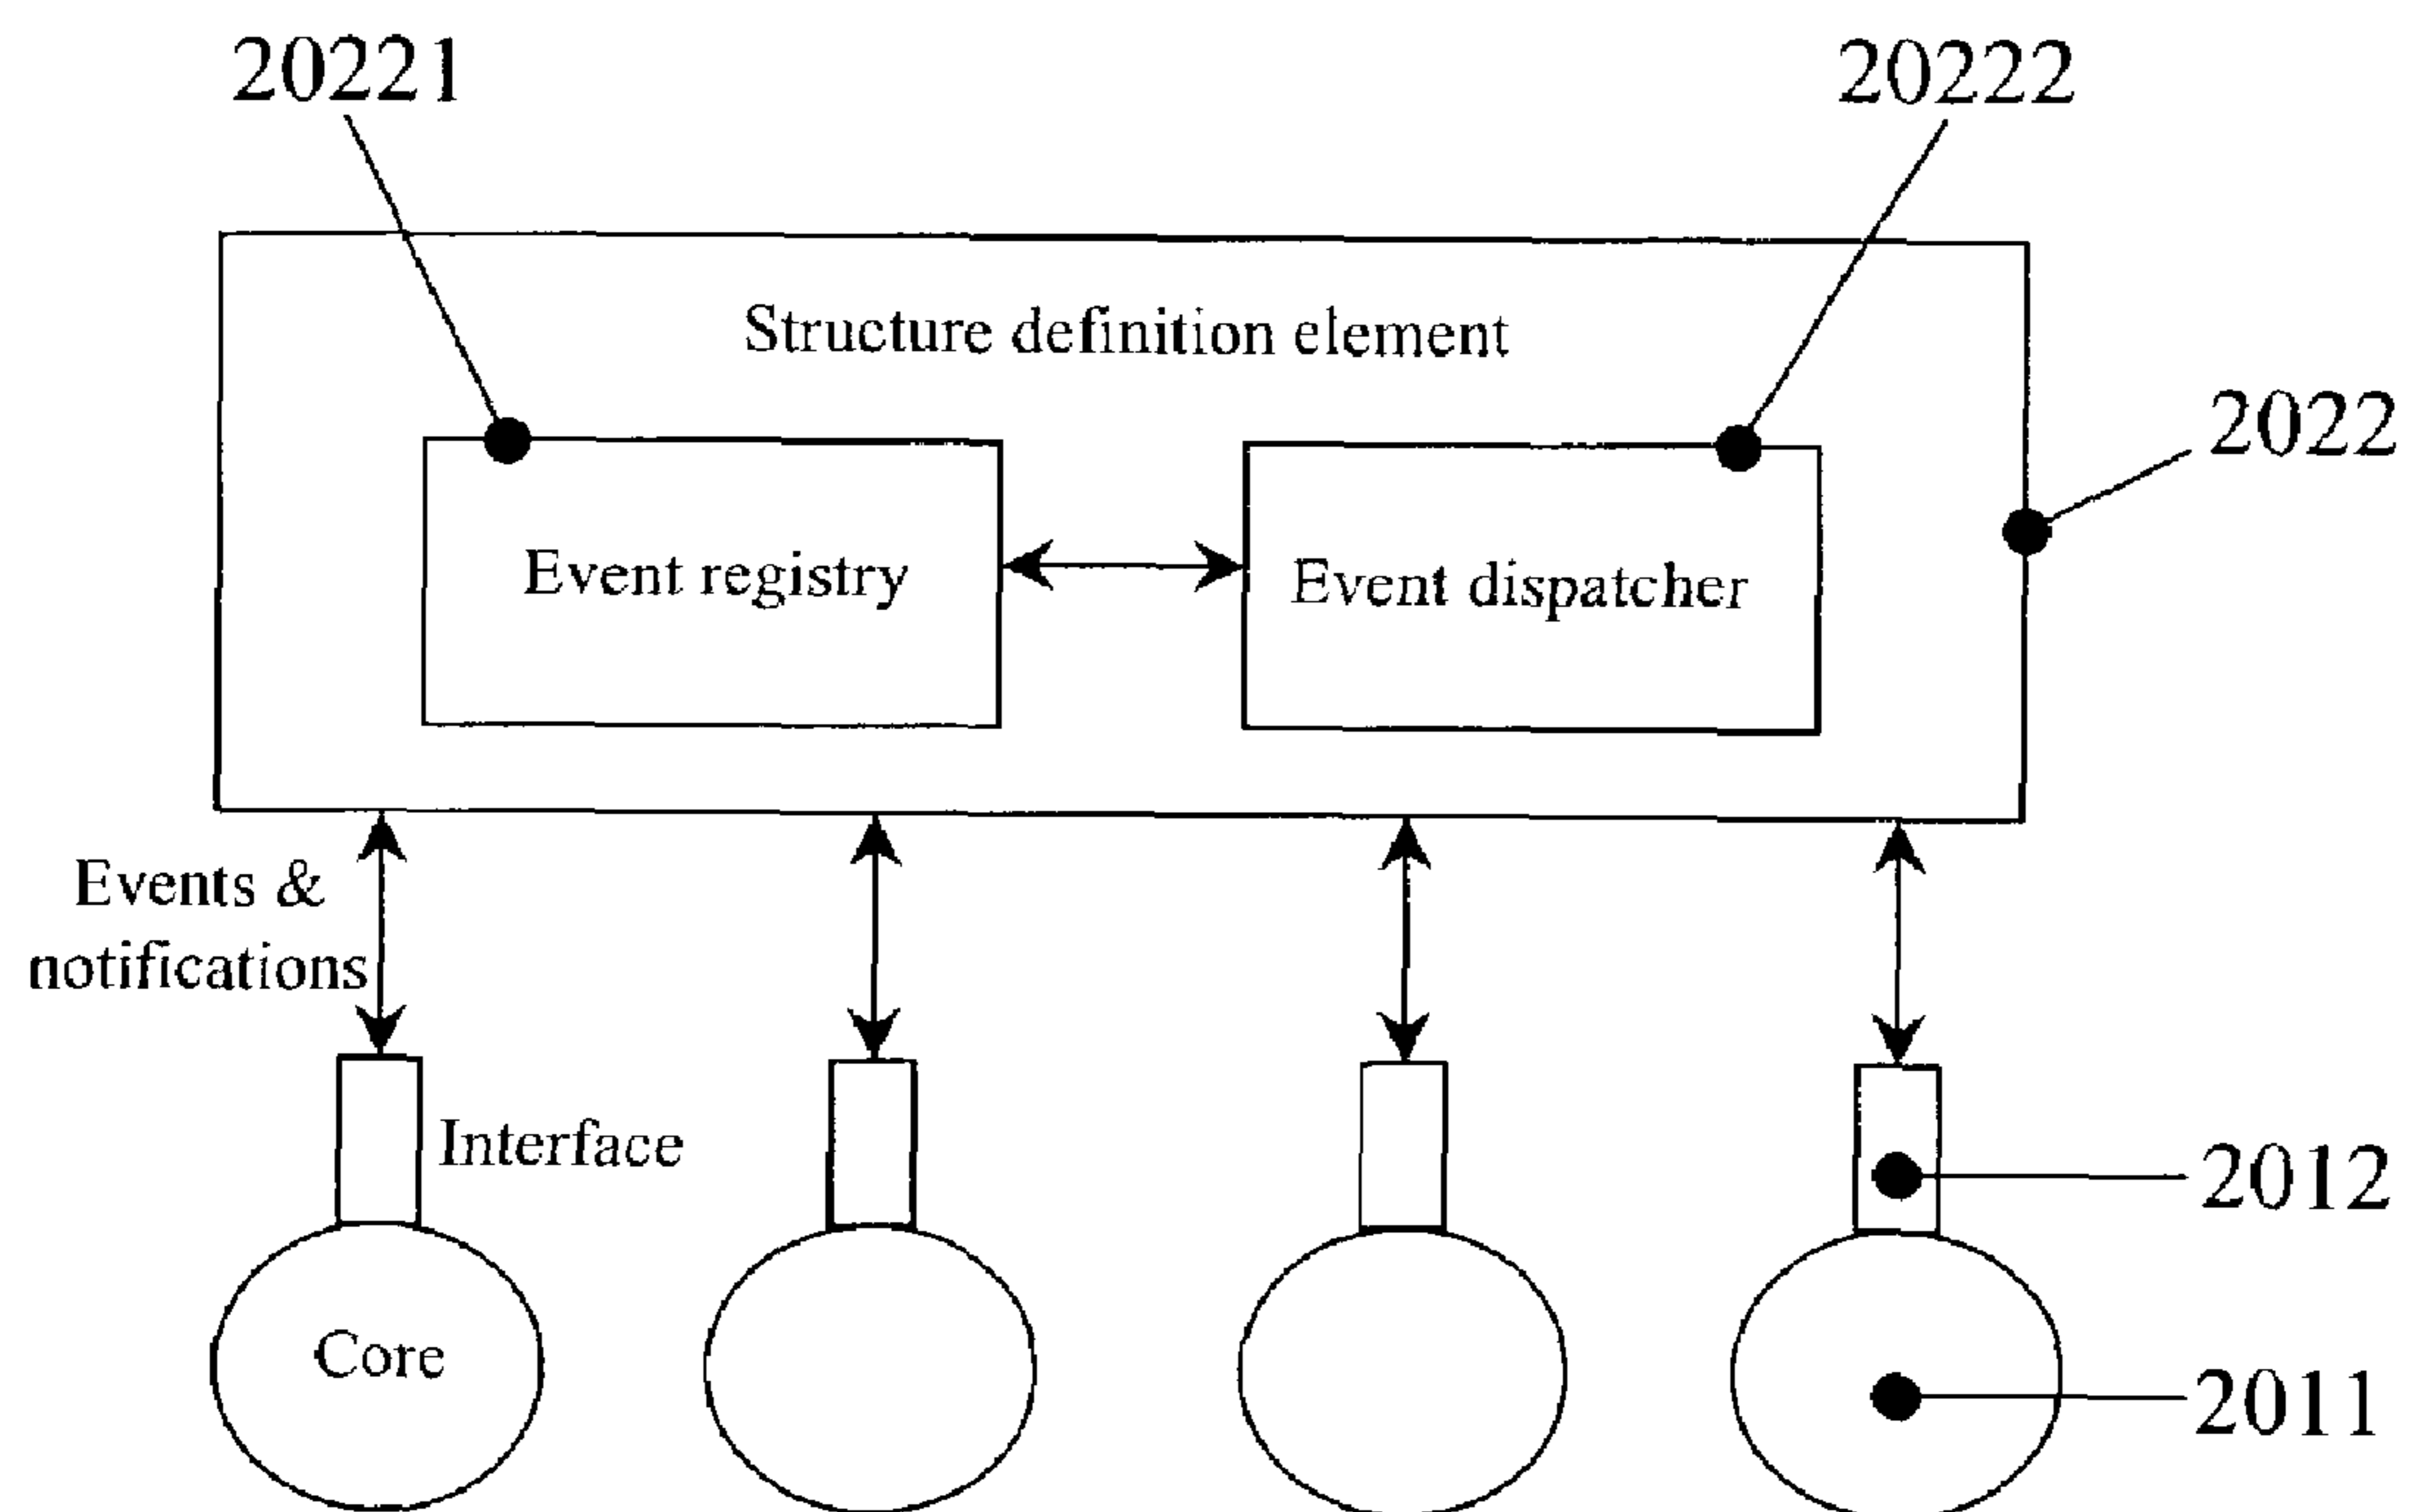 20221
20222
Structure definition element
2022
Event registry
Event dispatcher
Events &
notifications
Interface
2012
Core
2011